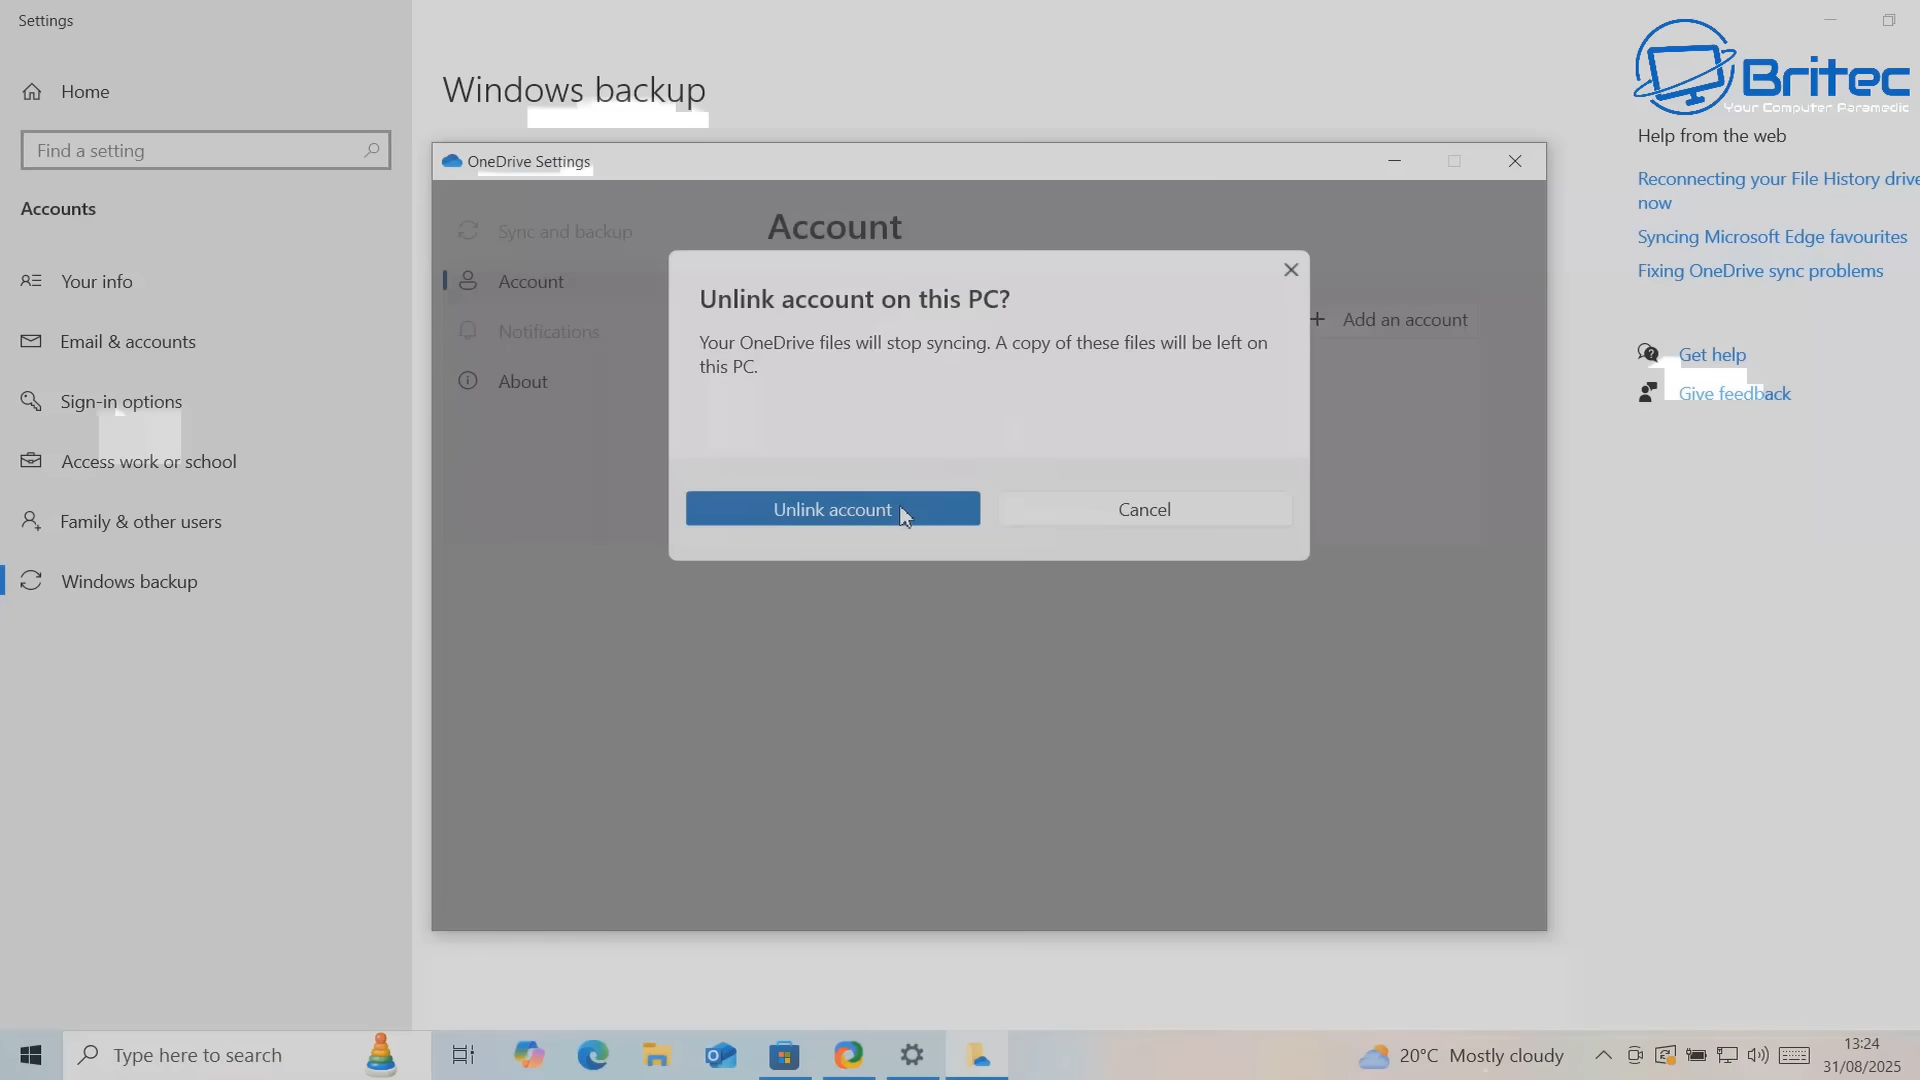 Settings
Home
Find a setting
Accounts
Your info
Email & accounts
Sign-in options
Access work or school
Family & other users
Windows backup
Windows backup
OneDrive Settings
Sync and backup
Account
Notifications
About
Account
Add an account
Unlink account on this PC?
Your OneDrive files will stop syncing. A copy of these files will be left on
this PC.
Unlink account
Cancel
Britec
Your Computer Paramedic
Help from the web
Reconnecting your File History drive
now
Syncing Microsoft Edge favourites
Fixing OneDrive sync problems
Get help
Give feedback
Type here to search
20°C Mostly cloudy
13:24
31/08/2025